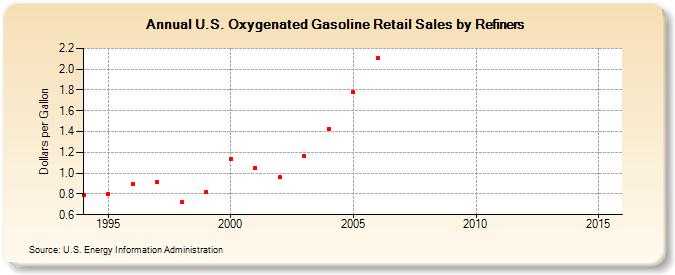 Annual U.S. Oxygenated Gasoline Retail Sales by Refiners
Dollars per Gallon
2.2
2.0
1.8
1.6
1.4
1.2
1.0
0.8
0.6
1995 2000 2005 2010 2015
Source: U.S. Energy Information Administration